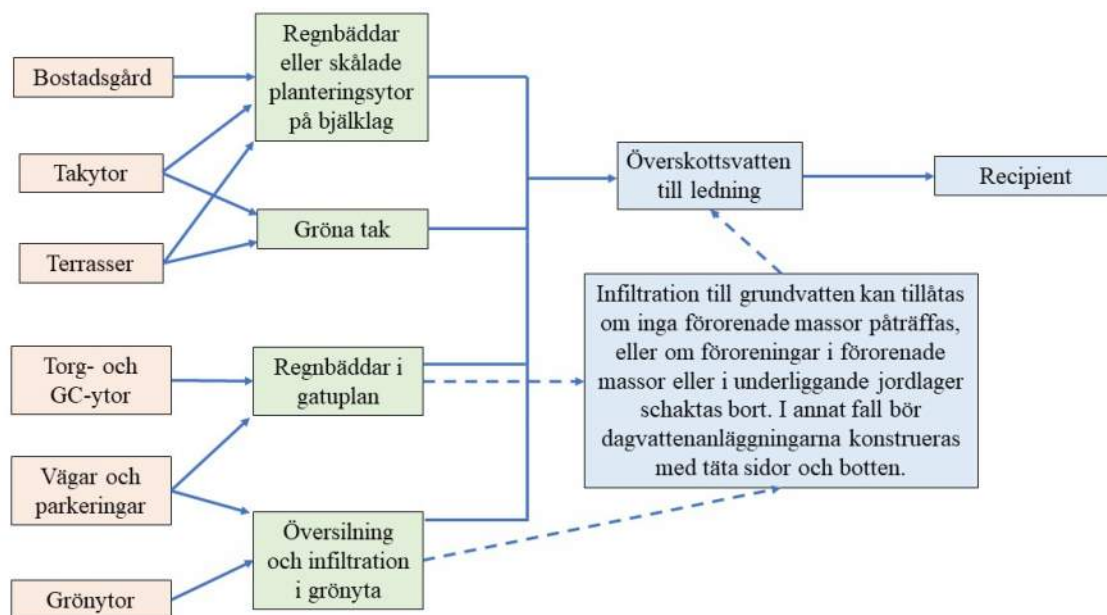 Bostadsgård
Takytor
Terrasser
Torg- och
GC-ytor
Vägar och
parkeringar
Grönytor
Regnbäddar
eller skålade
planteringsytor
på bjälklag
Gröna tak
Regnbäddar i
gatuplan
Översilning
och infiltration
i grönyta
Överskottsvatten
till ledning
Recipient
Infiltration till grundvatten kan tillåtas
om inga förorenade massor påträffas,
eller om föroreningar i förorenade
massor eller i underliggande jordlager
schaktas bort. I annat fall bör
dagvattenanläggningarna konstrueras
med täta sidor och botten.